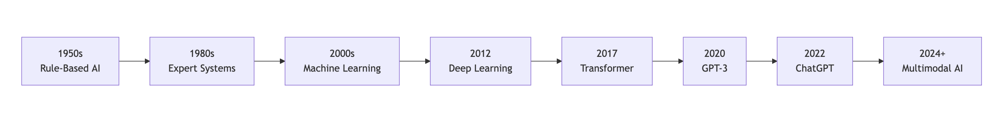 1950s
Rule-Based AI
1980s
Expert Systems
2000s
Machine Learning
2012
Deep Learning
2017
Transformer
2020
GPT-3
2022
ChatGPT
2024+
Multimodal AI